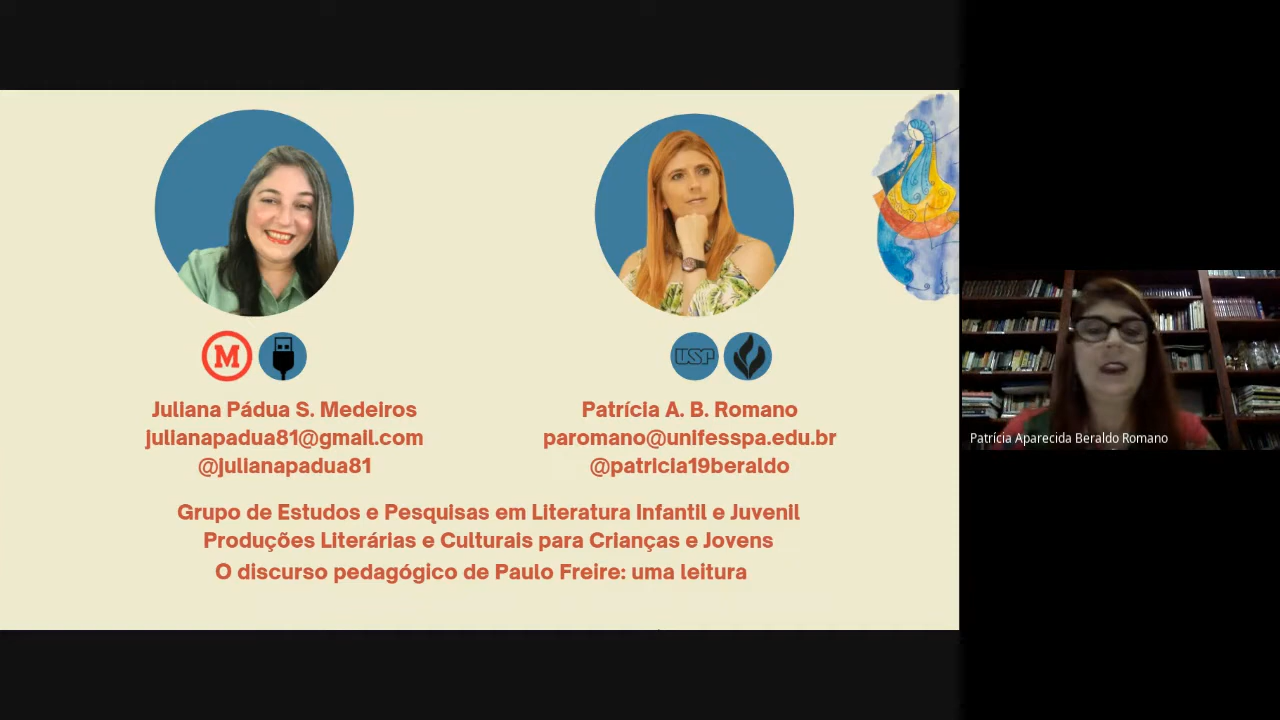 M
USP
Juliana Pádua S. Medeiros
julianapadua81@gmail.com
@julianapadua81
Patrícia A. B. Romano
paromano@unifesspa.edu.br
@patricia19beraldo
Grupo de Estudos e Pesquisas em Literatura Infantil e Juvenil
Produções Literárias e Culturais para Crianças e Jovens
O discurso pedagógico de Paulo Freire: uma leitura
Patrícia Aparecida Beraldo Romano